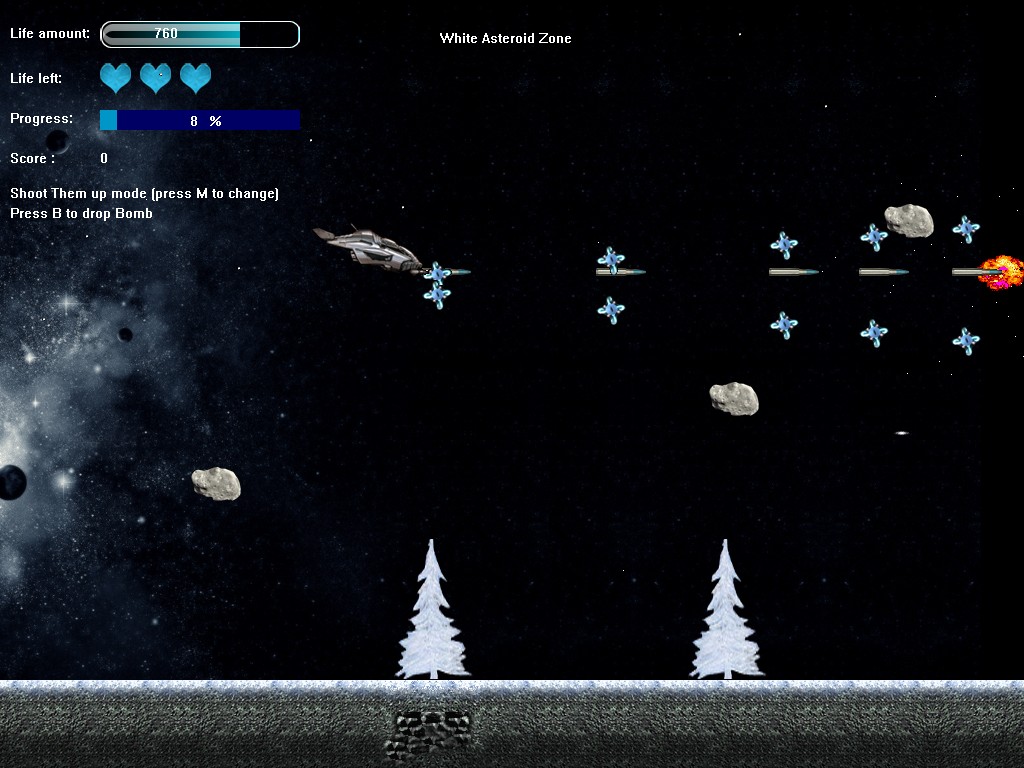 Life amount: 760
White Asteroid Zone
Life left:
Progress: 8 %
Score : 0
Shoot Them up mode (press M to change)
Press B to drop Bomb